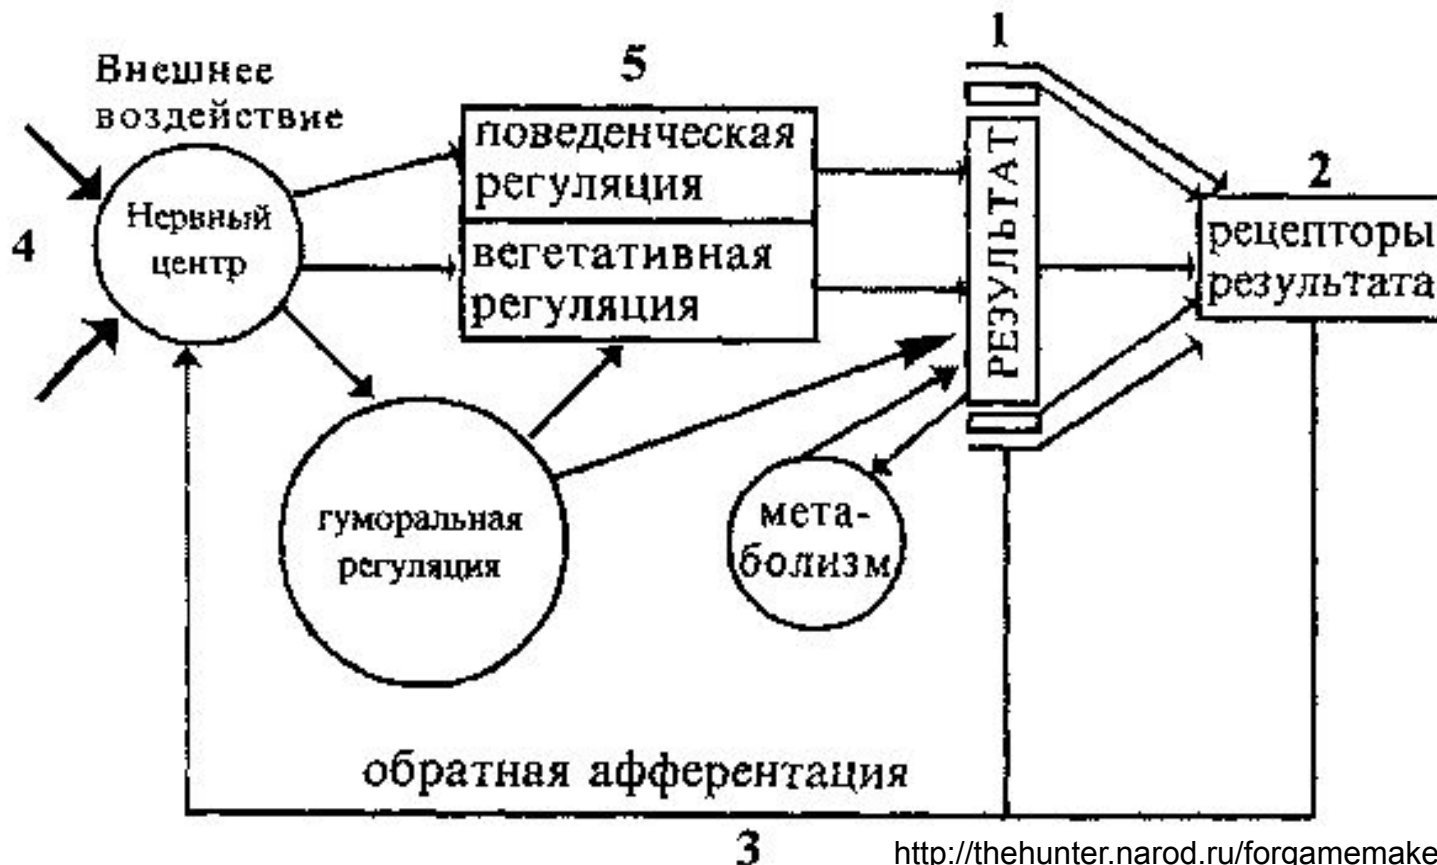 1
Внешнее
воздействие
5
поведенческая
регуляция
2
Нервный
центр
4
вегетативная
регуляция
РЕЗУЛЬТАТ
рецепторы
результата
гуморальная
регуляция
мета-
болизм
обратная афферентация
3
http://thehunter.narod.ru/forgamemake